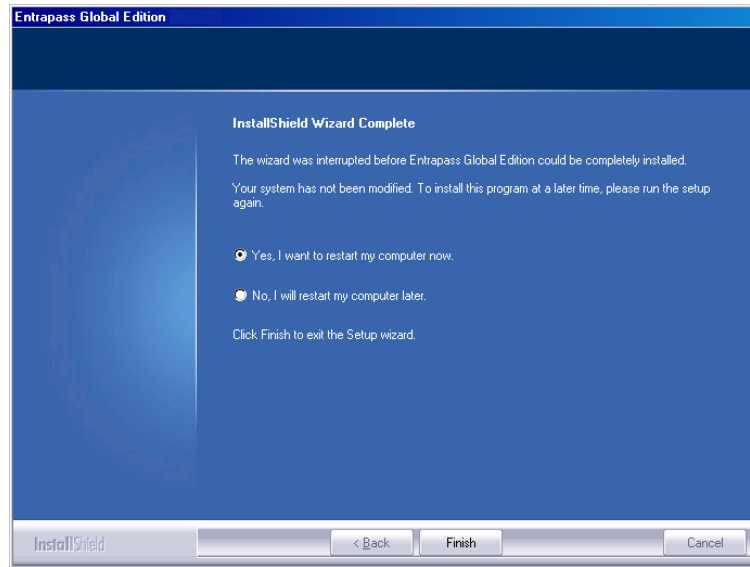 Entrapass Global Edition
InstallShield Wizard Complete
The wizard was interrupted before Entrapass Global Edition could be completely installed.
Your system has not been modified. To install this program at a later time, please run the setup
again.
Yes, I want to restart my computer now.
No, I will restart my computer later.
Click Finish to exit the Setup wizard.
InstallShield
< Back
Finish
Cancel